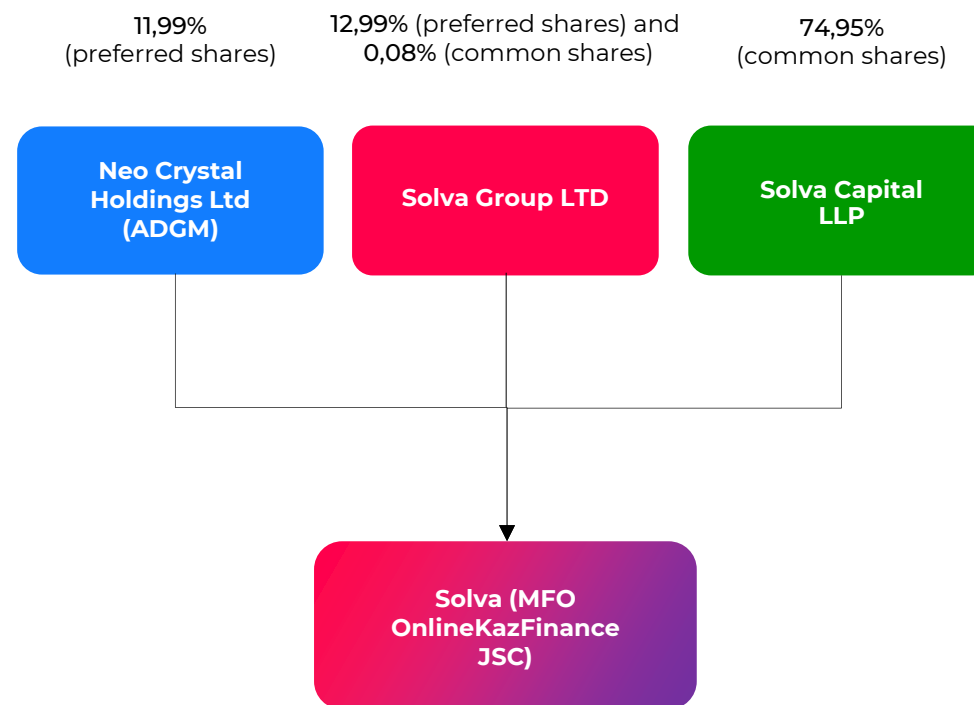 11,99%
(preferred shares)
12,99% (preferred shares) and
0,08% (common shares)
74,95%
(common shares)
Neo Crystal
Holdings Ltd
(ADGM)
Solva Group LTD
Solva Capital
LLP
Solva (MFO
OnlineKazFinance
JSC)